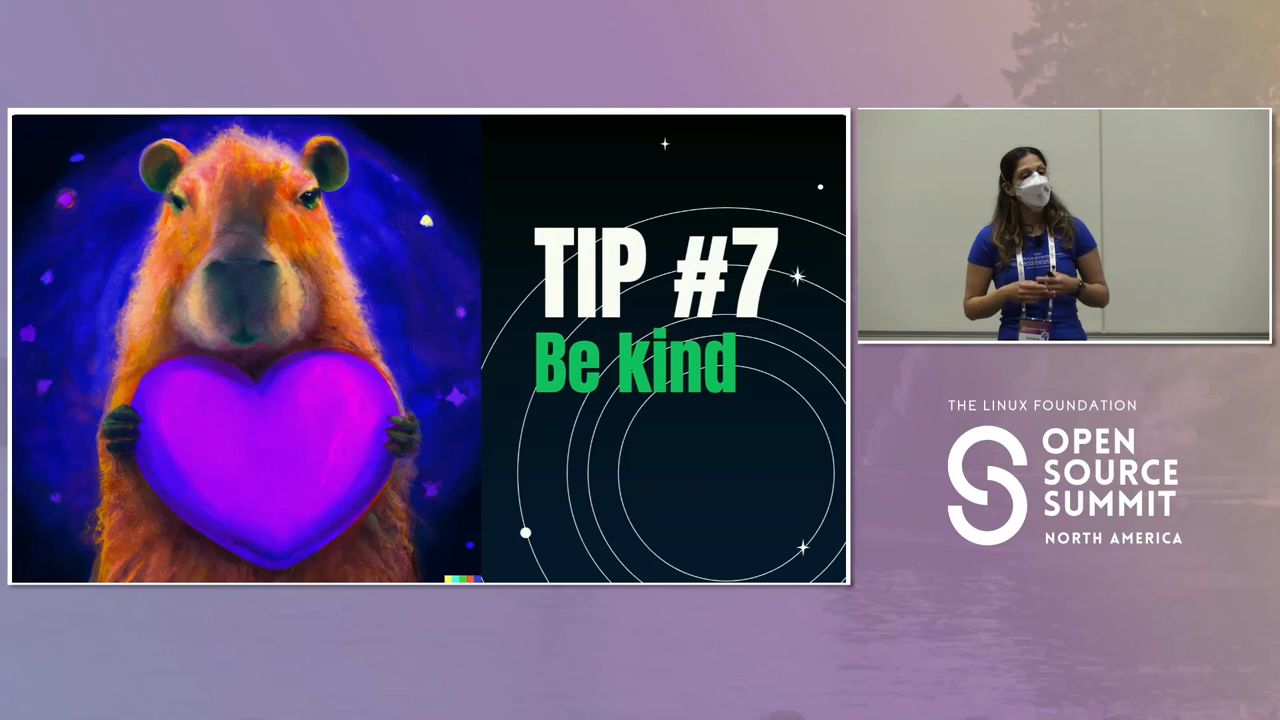 TIP #7
Be kind
THE LINUX FOUNDATION
OPEN
SOURCE
SUMMIT
NORTH AMERICA